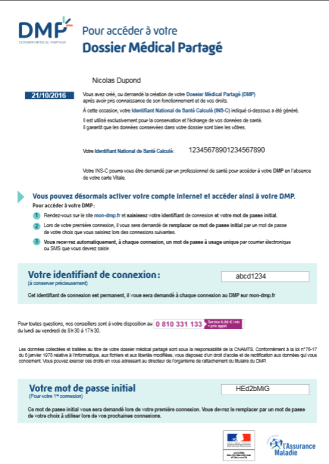 DMP
DOSSIER MÉDICAL PARTAGÉ
Pour accéder à votre
Dossier Médical Partagé
Nicolas Dupond
21/10/2016
Vous avez créé, ou demandé la création de votre Dossier Médical Partagé (DMP)
après avoir pris connaissance de son fonctionnement et de vos droits.
À cette occasion, votre Identifiant National de Santé Calculé (INS-C) indiqué ci-dessous a été généré.
Il est utilisé exclusivement pour la conservation et l'échange de vos données de santé.
Il garantit que les données conservées dans votre dossier sont bien les vôtres.
Votre Identifiant National de Santé Calculé: 12345678901234567890
Votre INS-C pourra vous être demandé par un professionnel de santé pour accéder à votre DMP en l'absence
de votre carte Vitale.
Vous pouvez désormais activer votre compte internet et accéder ainsi à votre DMP.
Pour accéder à votre DMP :
1 Rendez-vous sur le site mon-dmp.fr et saisissez votre identifiant de connexion et votre mot de passe initial.
2 Lors de votre première connexion, il vous sera demandé de remplacer ce mot de passe initial par un mot de passe
de votre choix que vous saisirez lors des connexions suivantes.
3 Vous recevrez automatiquement, à chaque connexion, un mot de passe à usage unique par courrier électronique
ou SMS que vous devrez saisir.
Votre identifiant de connexion :
(à conserver précieusement)
abcd1234
Cet identifiant de connexion est permanent, il vous sera demandé à chaque connexion au DMP sur mon-dmp.fr
Pour toutes questions, nos conseillers sont à votre disposition au
du lundi au vendredi de 8h30 à 17h30.
0 810 331 133
Service 0,06 € / min
+ prix appel
Les données collectées et traitées au titre de votre dossier médical partagé sont sous la responsabilité de la CNAMTS. Conformément à la loi n°78-17
du 6 janvier 1978 relative à l'informatique, aux fichiers et aux libertés modifiée, vous disposez d'un droit d'accès et de rectification aux données qui vous
concernent. Vous pouvez exercer ces droits en vous adressant au directeur de l'organisme de rattachement du titulaire du DMP.
Votre mot de passe initial
(Pour votre 1re connexion)
HEd2bMiG
Ce mot de passe initial vous sera demandé lors de votre première connexion. Vous devrez le remplacer par un mot de passe
de votre choix à utiliser lors de vos prochaines connexions.
l'Assurance
Maladie